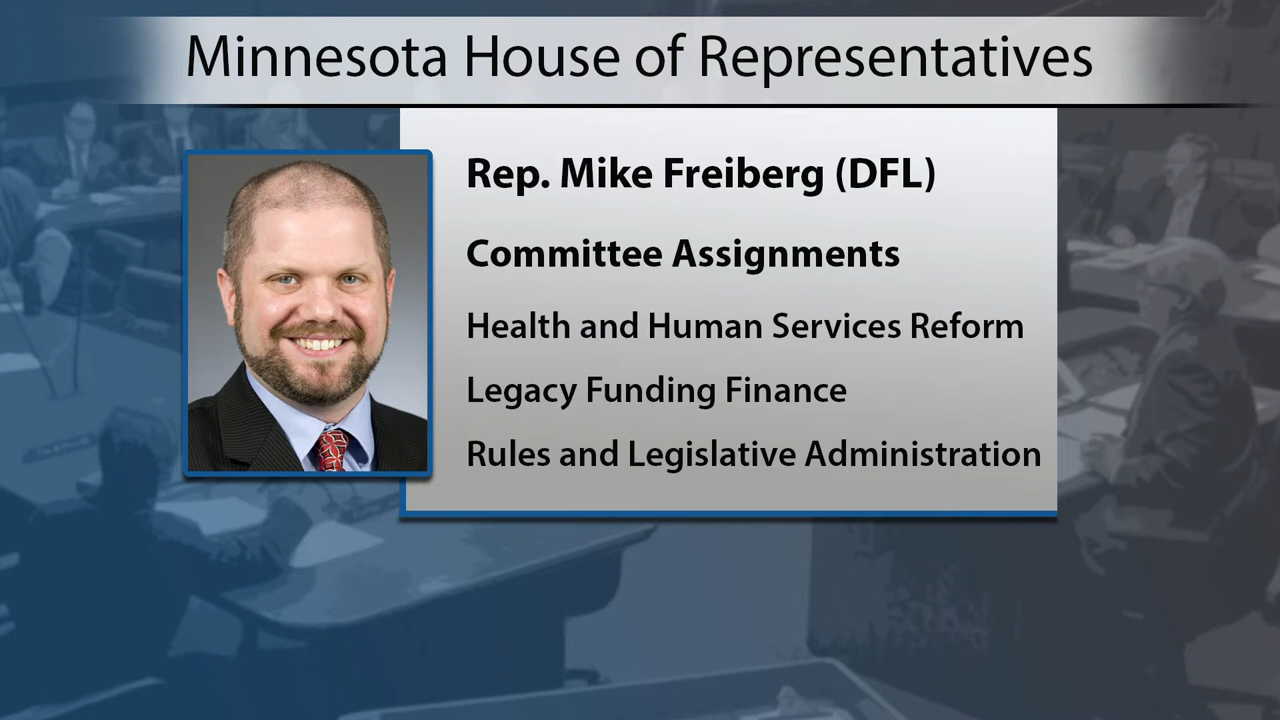 Minnesota House of Representatives
Rep. Mike Freiberg (DFL)
Committee Assignments
Health and Human Services Reform
Legacy Funding Finance
Rules and Legislative Administration